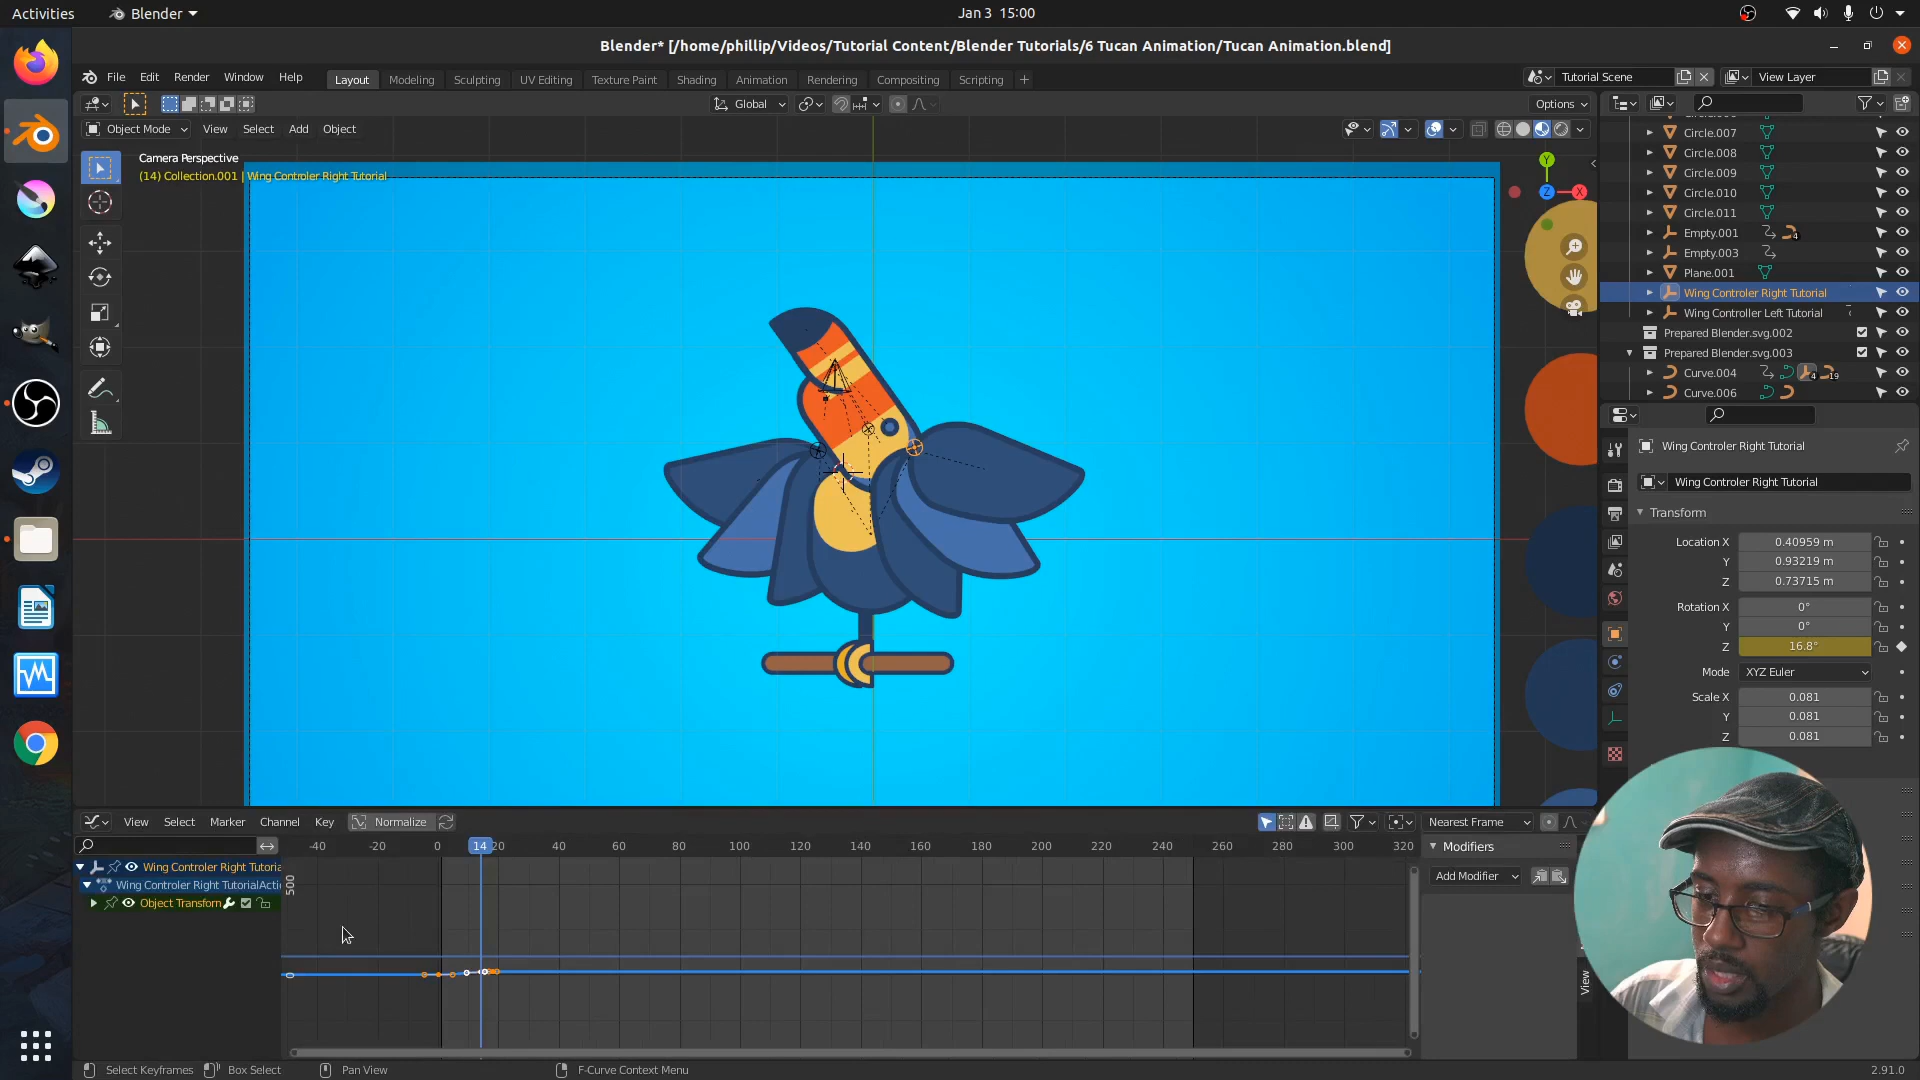 Activities
Blender
Jan 3 15:00
Blender* [/home/phillip/Videos/Tutorial Content/Blender Tutorials/6 Tucan Animation/Tucan Animation.blend]
File Edit Render Window Help
Layout Modeling Sculpting UV Editing Texture Paint Shading Animation Rendering Compositing Scripting
Tutorial Scene
View Layer
Global
Options
Object Mode View Select Add Object
Camera Perspective
(14) Collection.001 | Wing Controler Right Tutorial
Y
Z
X
Circle.007
Circle.008
Circle.009
Circle.010
Circle.011
Empty.001
4
Empty.003
Plane.001
Wing Controler Right Tutorial
Wing Controller Left Tutorial
Prepared Blender.svg.002
Prepared Blender.svg.003
Curve.004
4
19
Curve.006
Wing Controler Right Tutorial
Wing Controler Right Tutorial
Transform
Location X 0.40959 m
Y 0.93219 m
Z 0.73715 m
Rotation X 0°
Y 0°
Z 16.8°
Mode XYZ Euler
Scale X 0.081
Y 0.081
Z 0.081
View Select Marker Channel Key Normalize
Nearest Frame
-40 -20 0 14 20 40 60 80 100 120 140 160 180 200 220 240 260 280 300 320
500
Wing Controler Right Tutoria
Wing Controler Right TutorialActi
Object Transform
Modifiers
Add Modifier
View
Select Keyframes Box Select Pan View F-Curve Context Menu
2.91.0